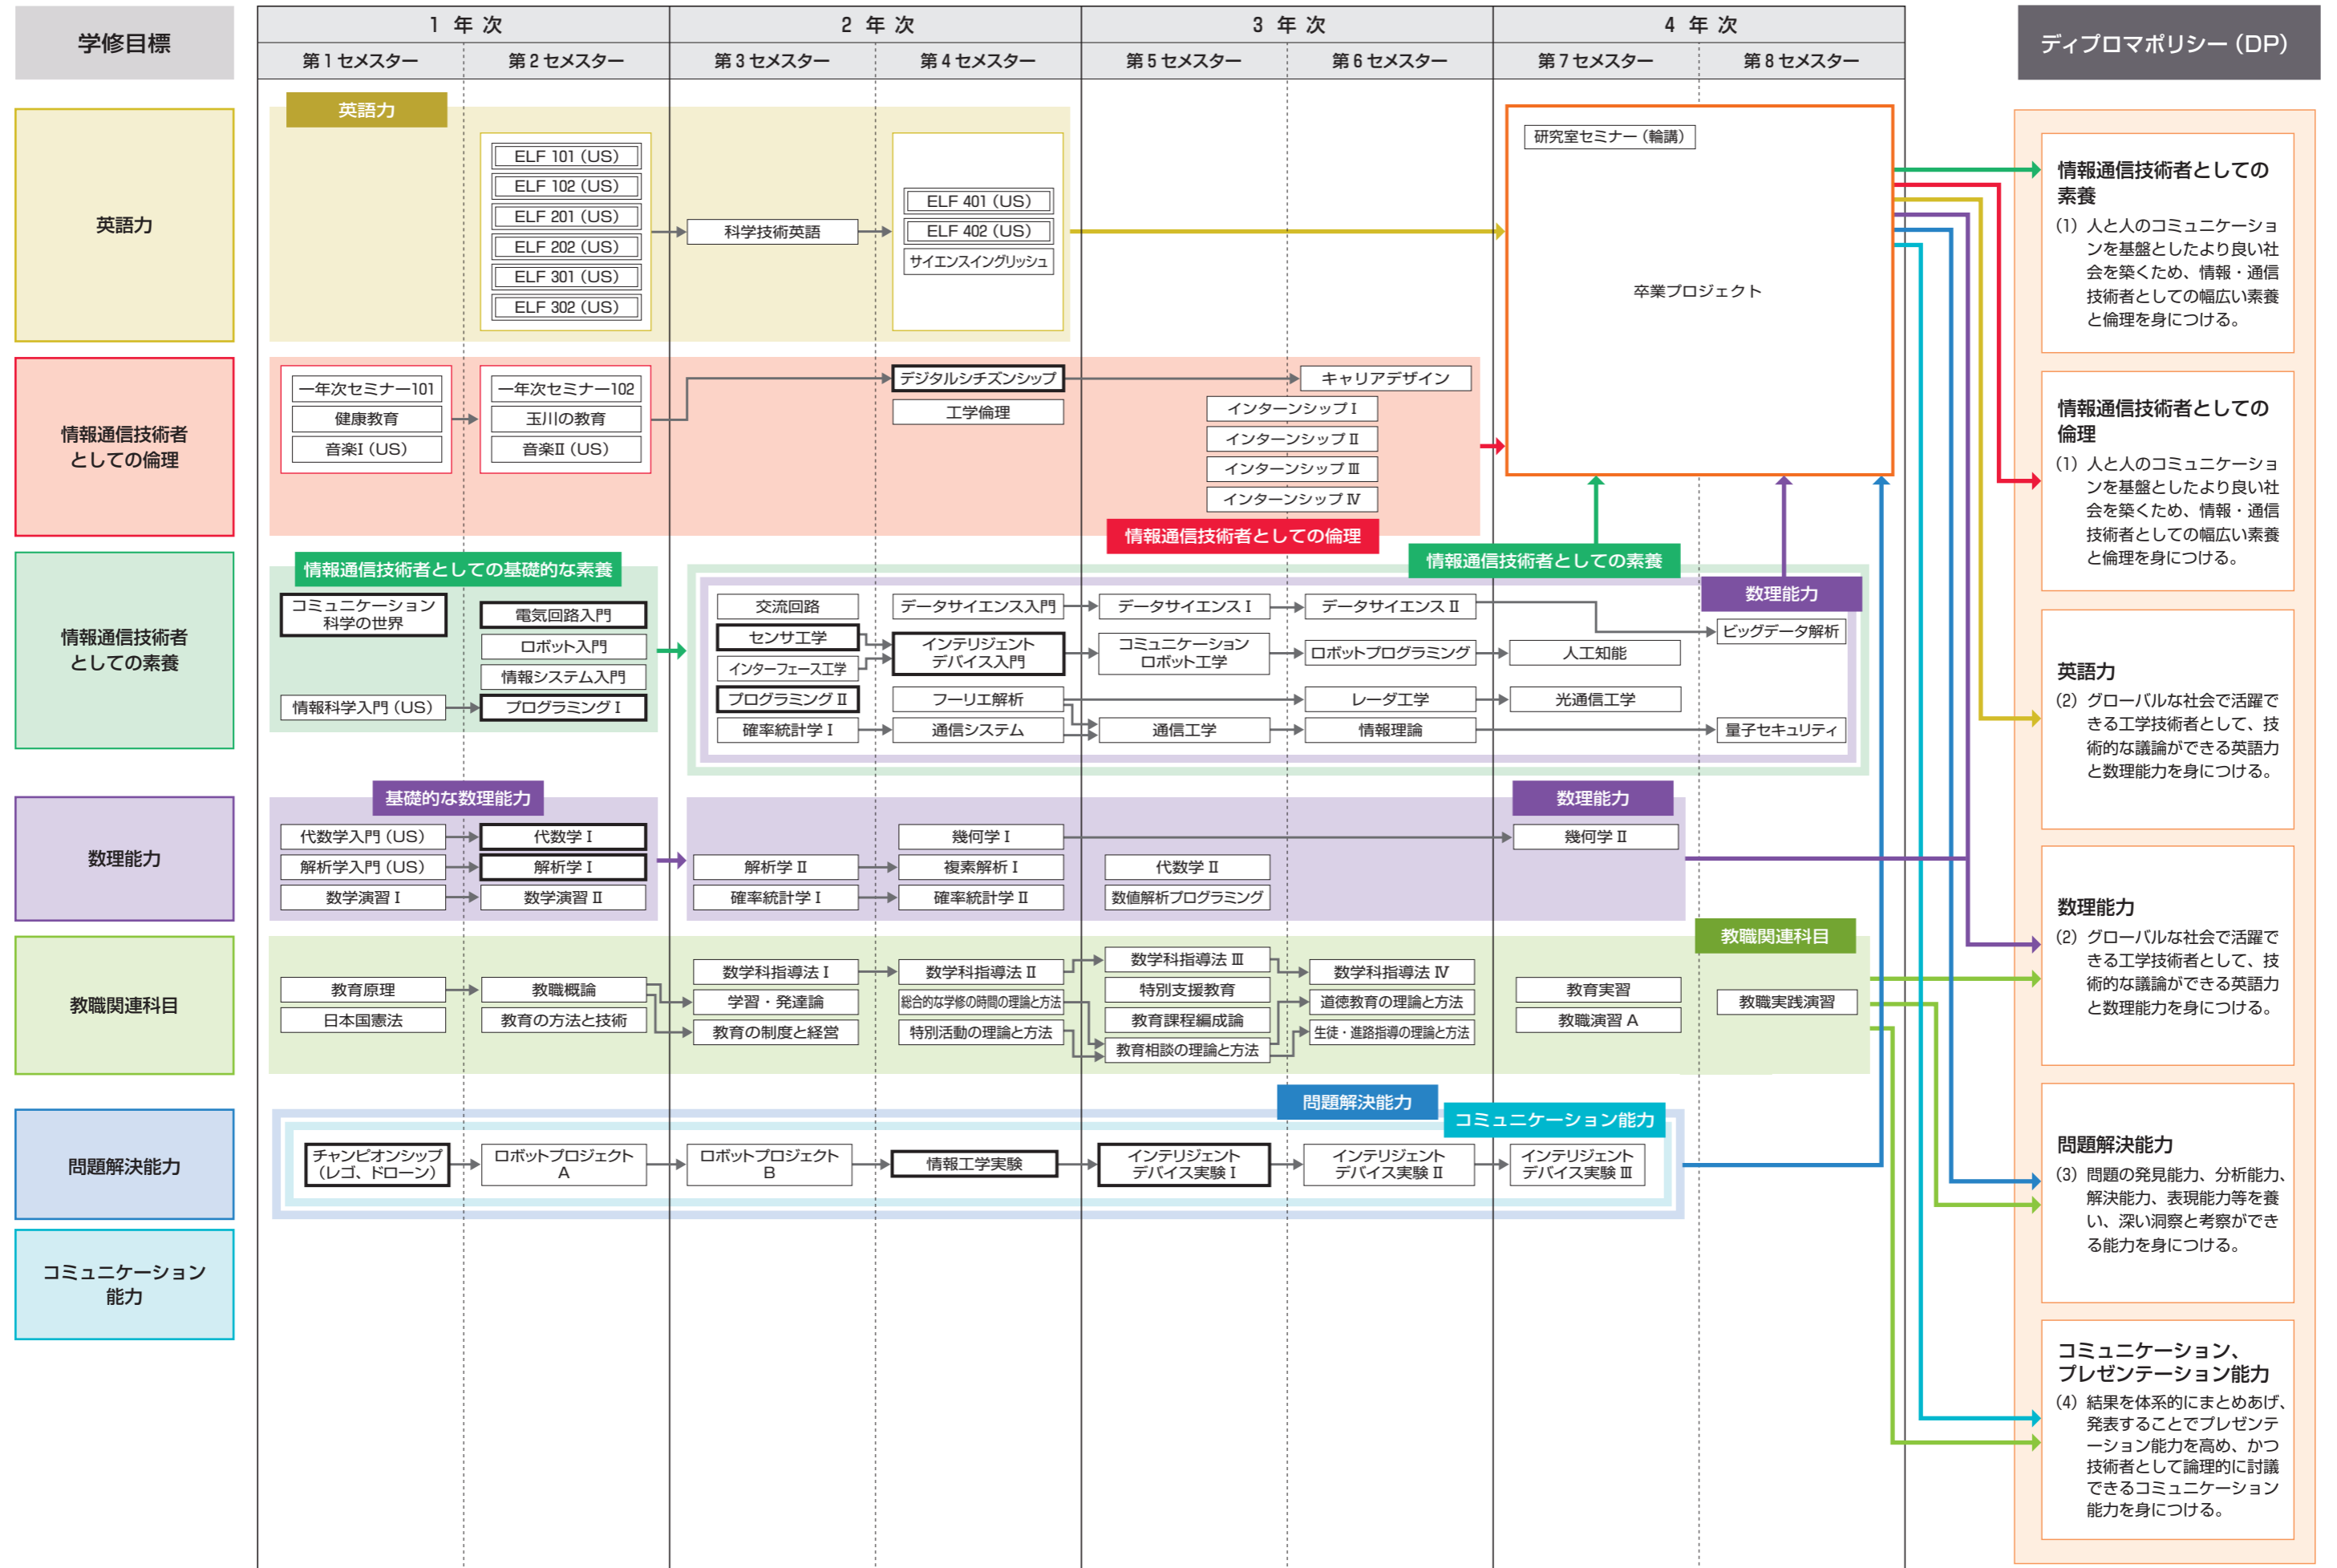 学修目標
1 年 次
2 年 次
3 年 次
4 年 次
第1セメスター
第2セメスター
第3セメスター
第4セメスター
第5セメスター
第6セメスター
第7セメスター
第8セメスター
ディプロマポリシー（DP）
英語力
英語力
ELF 101（US）
ELF 102（US）
ELF 201（US）
ELF 202（US）
ELF 301（US）
ELF 302（US）
科学技術英語
ELF 401（US）
ELF 402（US）
サイエンスイングリッシュ
研究室セミナー（輪講）
卒業プロジェクト
情報通信技術者
としての倫理
一年次セミナー101
健康教育
音楽I（US）
一年次セミナー102
玉川の教育
音楽II（US）
デジタルシチズンシップ
工学倫理
キャリアデザイン
インターンシップ I
インターンシップ II
インターンシップ III
インターンシップ IV
情報通信技術者としての倫理
情報通信技術者
としての素養
情報通信技術者としての基礎的な素養
コミュニケーション
科学の世界
情報科学入門（US）
電気回路入門
ロボット入門
情報システム入門
プログラミング I
情報通信技術者としての素養
数理能力
交流回路
センサ工学
インターフェース工学
プログラミング II
確率統計学 I
データサイエンス入門
インテリジェント
デバイス入門
フーリエ解析
通信システム
データサイエンス I
コミュニケーション
ロボット工学
通信工学
データサイエンス II
ロボットプログラミング
レーダ工学
情報理論
人工知能
光通信工学
ビッグデータ解析
量子セキュリティ
数理能力
基礎的な数理能力
代数学入門（US）
解析学入門（US）
数学演習 I
代数学 I
解析学 I
数学演習 II
数理能力
解析学 II
確率統計学 I
幾何学 I
複素解析 I
確率統計学 II
代数学 II
数値解析プログラミング
幾何学 II
教職関連科目
教職関連科目
教育原理
日本国憲法
教職概論
教育の方法と技術
数学科指導法 I
学習・発達論
教育の制度と経営
数学科指導法 II
総合的な学修の時間の理論と方法
特別活動の理論と方法
数学科指導法 III
特別支援教育
教育課程編成論
教育相談の理論と方法
数学科指導法 IV
道徳教育の理論と方法
生徒・進路指導の理論と方法
教育実習
教職演習 A
教職実践演習
問題解決能力
問題解決能力
コミュニケーション能力
チャンピオンシップ
（レゴ、ドローン）
ロボットプロジェクト
A
ロボットプロジェクト
B
情報工学実験
インテリジェント
デバイス実験 I
インテリジェント
デバイス実験 II
インテリジェント
デバイス実験 III
コミュニケーション
能力
情報通信技術者としての
素養
（1）人と人のコミュニケーショ
ンを基盤としたより良い社
会を築くため、情報・通信
技術者としての幅広い素養
と倫理を身につける。
情報通信技術者としての
倫理
（1）人と人のコミュニケーショ
ンを基盤としたより良い社
会を築くため、情報・通信
技術者としての幅広い素養
と倫理を身につける。
英語力
（2）グローバルな社会で活躍で
きる工学技術者として、技
術的な議論ができる英語力
と数理能力を身につける。
数理能力
（2）グローバルな社会で活躍で
きる工学技術者として、技
術的な議論ができる英語力
と数理能力を身につける。
問題解決能力
（3）問題の発見能力、分析能力、
解決能力、表現能力等を養
い、深い洞察と考察ができ
る能力を身につける。
コミュニケーション、
プレゼンテーション能力
（4）結果を体系的にまとめあげ、
発表することでプレゼンテ
ーション能力を高め、かつ
技術者として論理的に討議
できるコミュニケーション
能力を身につける。